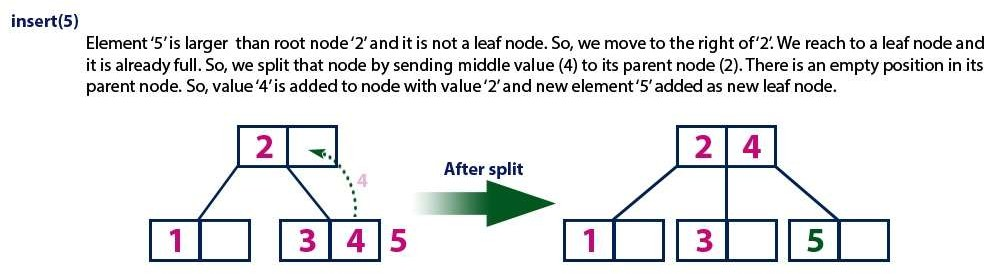 insert(5)
Element ‘5’ is larger than root node ‘2’ and it is not a leaf node. So, we move to the right of ‘2’. We reach to a leaf node and
it is already full. So, we split that node by sending middle value (4) to its parent node (2). There is an empty position in its
parent node. So, value ‘4’ is added to node with value ‘2’ and new element ‘5’ added as new leaf node.
2
2 4
4
After split
1
3 4 5
1
3
5